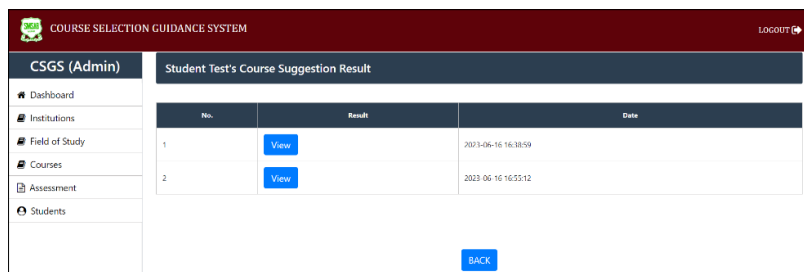 COURSE SELECTION GUIDANCE SYSTEM
LOGOUT
CSGS (Admin)
Dashboard
Institutions
Field of Study
Courses
Assessment
Students
Student Test's Course Suggestion Result
No. Result Date
1 View 2023-06-16 16:38:59
2 View 2023-06-16 16:55:12
BACK